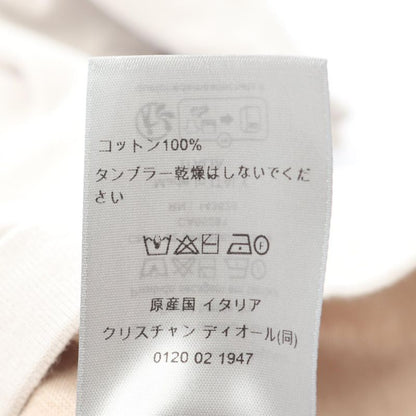 コットン100%
タンブラー乾燥はしないでくだ
さい
原産国 イタリア
クリスチャン ディオール(同)
0120 02 1947